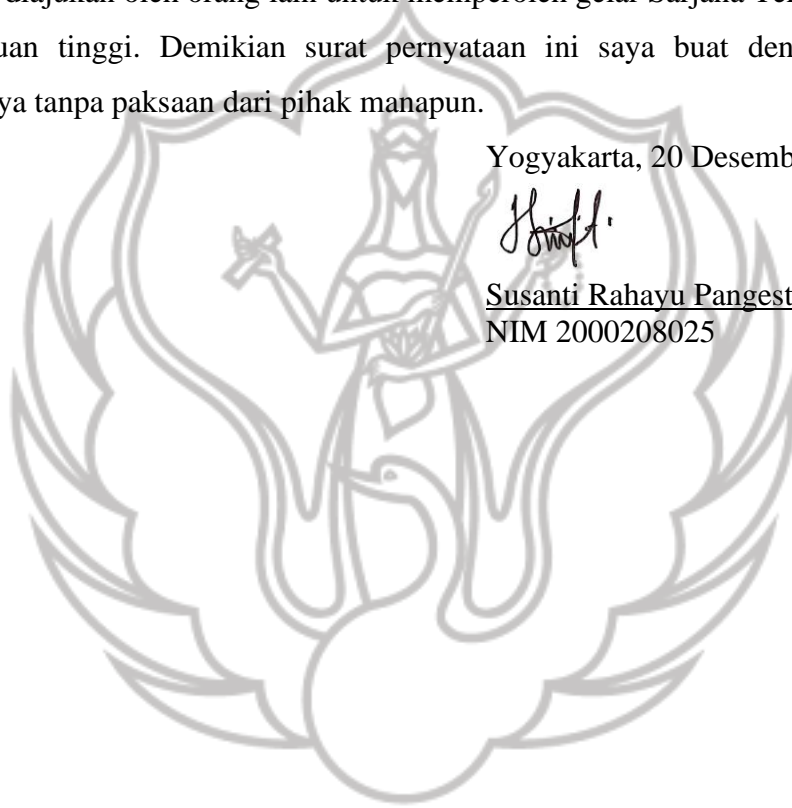 diajukan oleh orang lain untuk memperoleh gelar Sarjana Te
uan tinggi. Demikian surat pernyataan ini saya buat den
ya tanpa paksaan dari pihak manapun.
Yogyakarta, 20 Desemb
Susanti Rahayu Pangest
NIM 2000208025